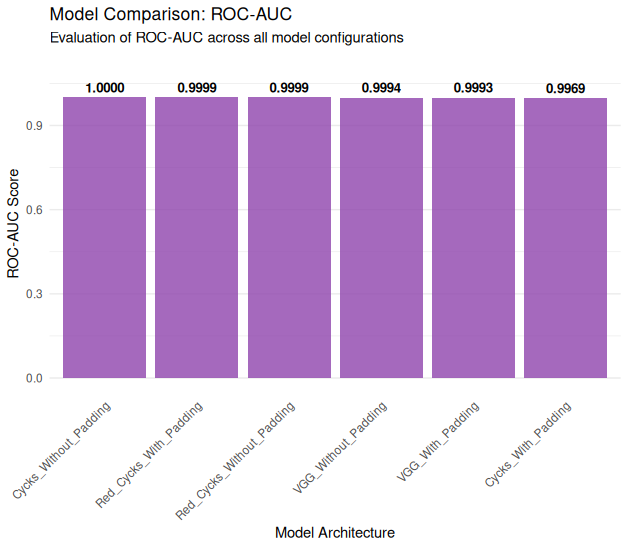 Model Comparison: ROC-AUC
Evaluation of ROC-AUC across all model configurations
1.0000 0.9999 0.9999 0.9994 0.9993 0.9969
0.9
0.6
0.3
0.0
ROC-AUC Score
Cycks_Without_Padding
Red_Cycks_With_Padding
Red_Cycks_Without_Padding
VGG_Without_Padding
VGG_With_Padding
Cycks_With_Padding
Model Architecture